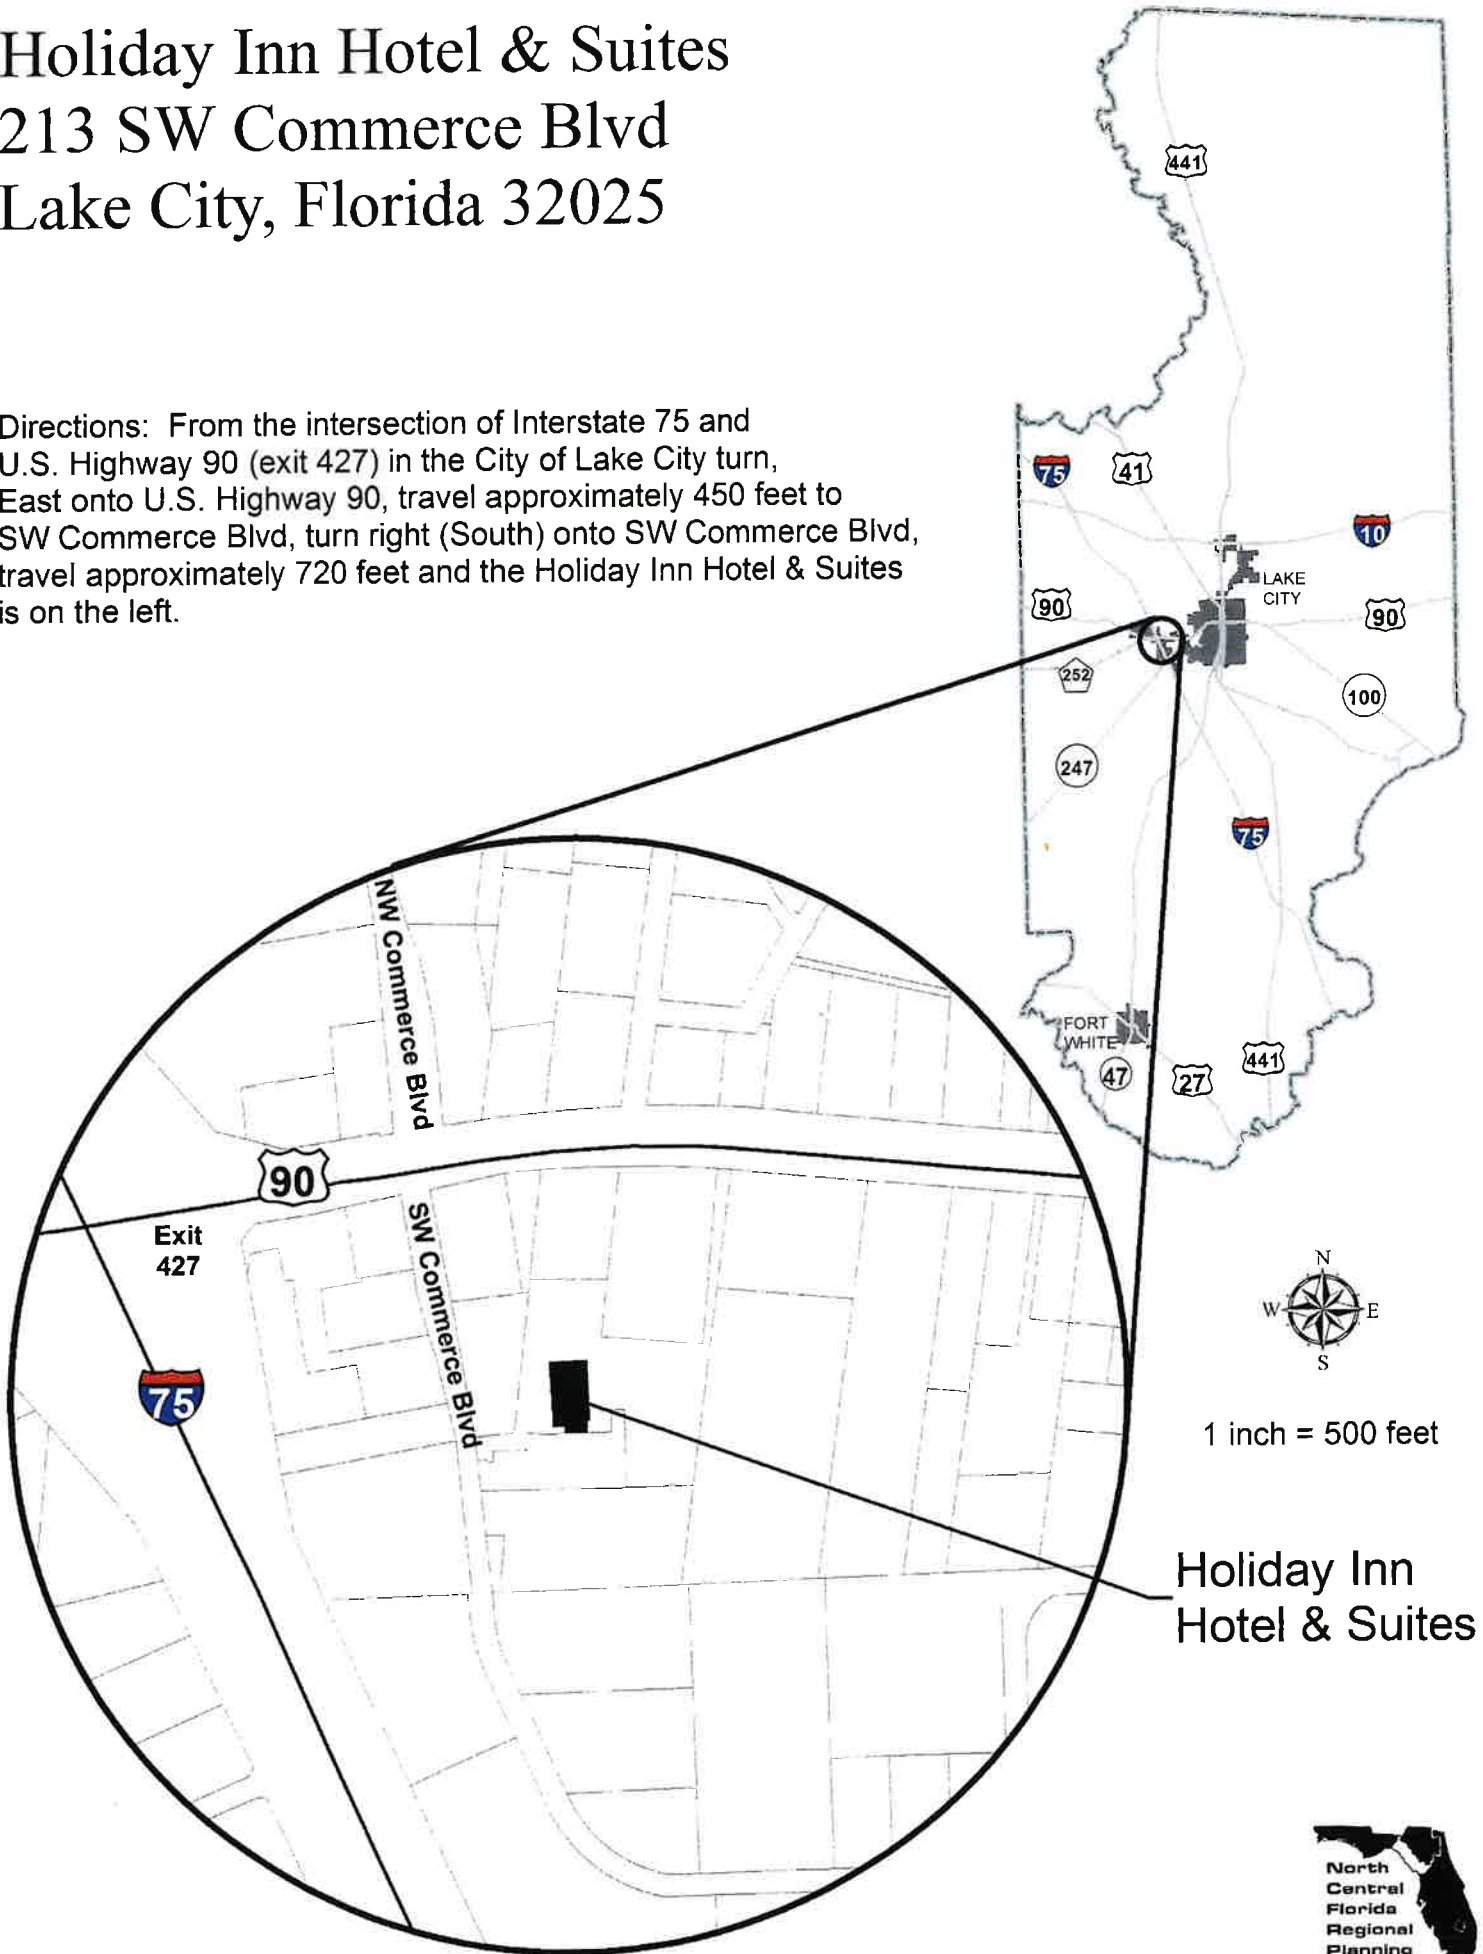 Holiday Inn Hotel & Suites
213 SW Commerce Blvd
Lake City, Florida 32025
Directions: From the intersection of Interstate 75 and
U.S. Highway 90 (exit 427) in the City of Lake City turn,
East onto U.S. Highway 90, travel approximately 450 feet to
SW Commerce Blvd, turn right (South) onto SW Commerce Blvd,
travel approximately 720 feet and the Holiday Inn Hotel & Suites
is on the left.
441
75
41
10
LAKE
CITY
90
90
252
100
247
75
FORT
WHITE
47
27
441
NW Commerce Blvd
90
Exit
427
SW Commerce Blvd
75
N
W
E
S
1 inch = 500 feet
Holiday Inn
Hotel & Suites
North
Central
Florida
Regional
Planning